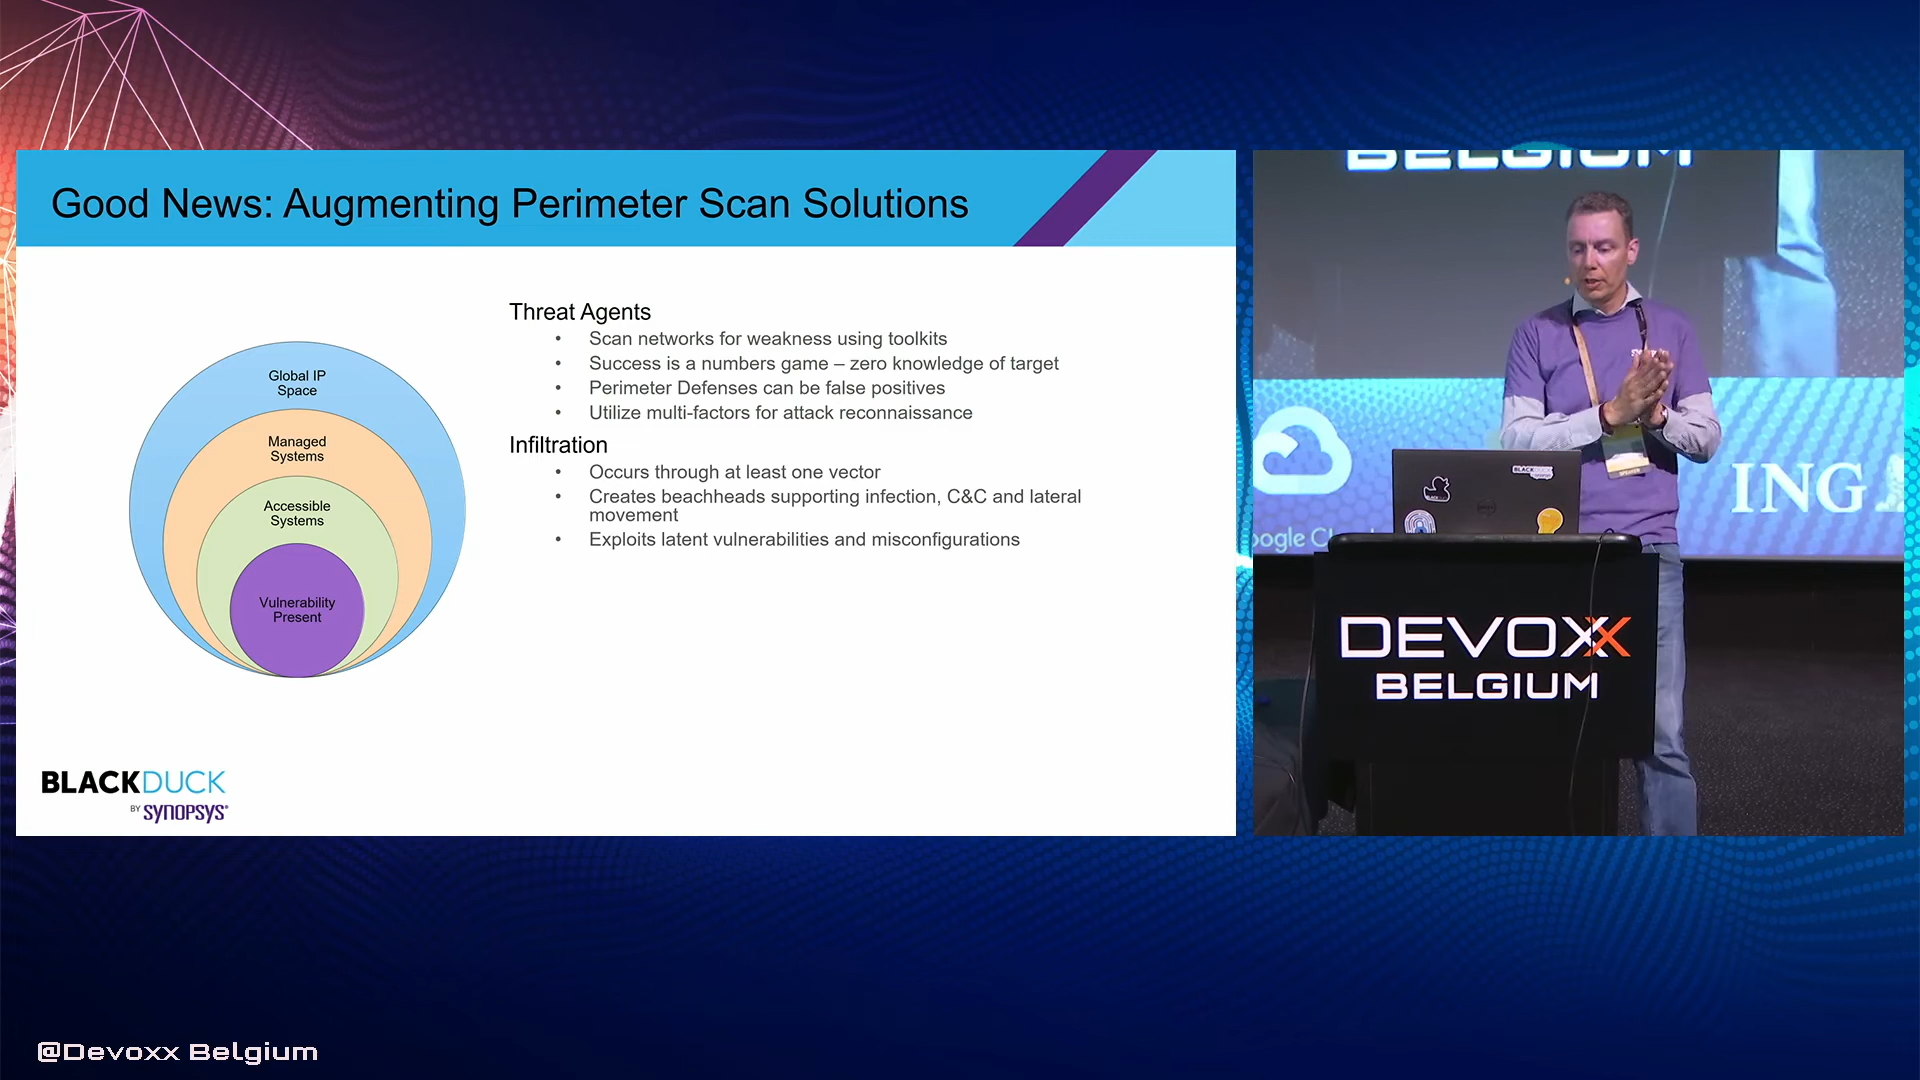 Good News: Augmenting Perimeter Scan Solutions
Global IP
Space
Managed
Systems
Accessible
Systems
Vulnerability
Present
Threat Agents
• Scan networks for weakness using toolkits
• Success is a numbers game – zero knowledge of target
• Perimeter Defenses can be false positives
• Utilize multi-factors for attack reconnaissance
Infiltration
• Occurs through at least one vector
• Creates beachheads supporting infection, C&C and lateral
movement
• Exploits latent vulnerabilities and misconfigurations
BLACKDUCK
BY SYNOPSYS®
BELGIUM
BLACKDUCK
ING
DEVOXX
BELGIUM
@Devoxx Belgium